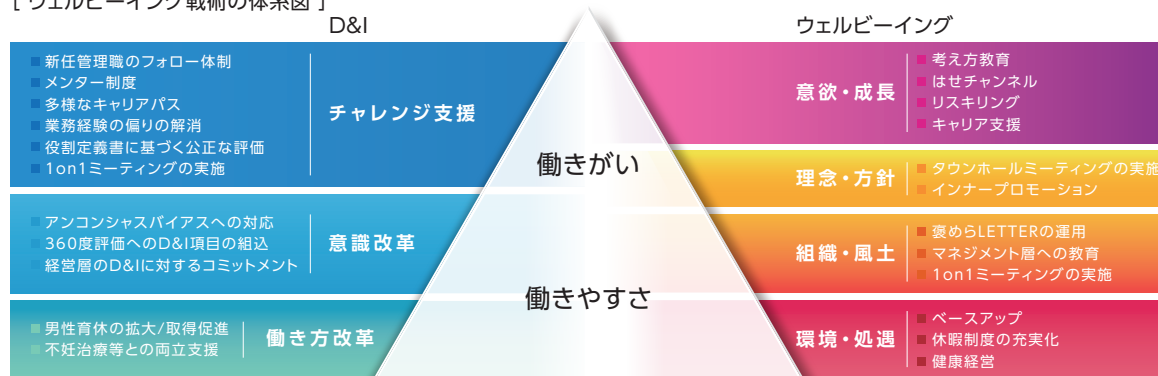 [ ウェルビーイング戦術の体系図 ]
D&I
新任管理職のフォロー体制
メンター制度
多様なキャリアパス
業務経験の偏りの解消
役割定義書に基づく公正な評価
1on1ミーティングの実施
チャレンジ支援
アンコンシャスバイアスへの対応
360度評価へのD&I項目の組込
経営層のD&Iに対するコミットメント
意識改革
男性育休の拡大/取得促進
不妊治療等との両立支援
働き方改革
働きがい
働きやすさ
ウェルビーイング
意欲・成長
考え方教育
はせチャンネル
リスキリング
キャリア支援
理念・方針
タウンホールミーティングの実施
インナープロモーション
組織・風土
褒めらLETTERの運用
マネジメント層への教育
1on1ミーティングの実施
環境・処遇
ベースアップ
休暇制度の充実化
健康経営